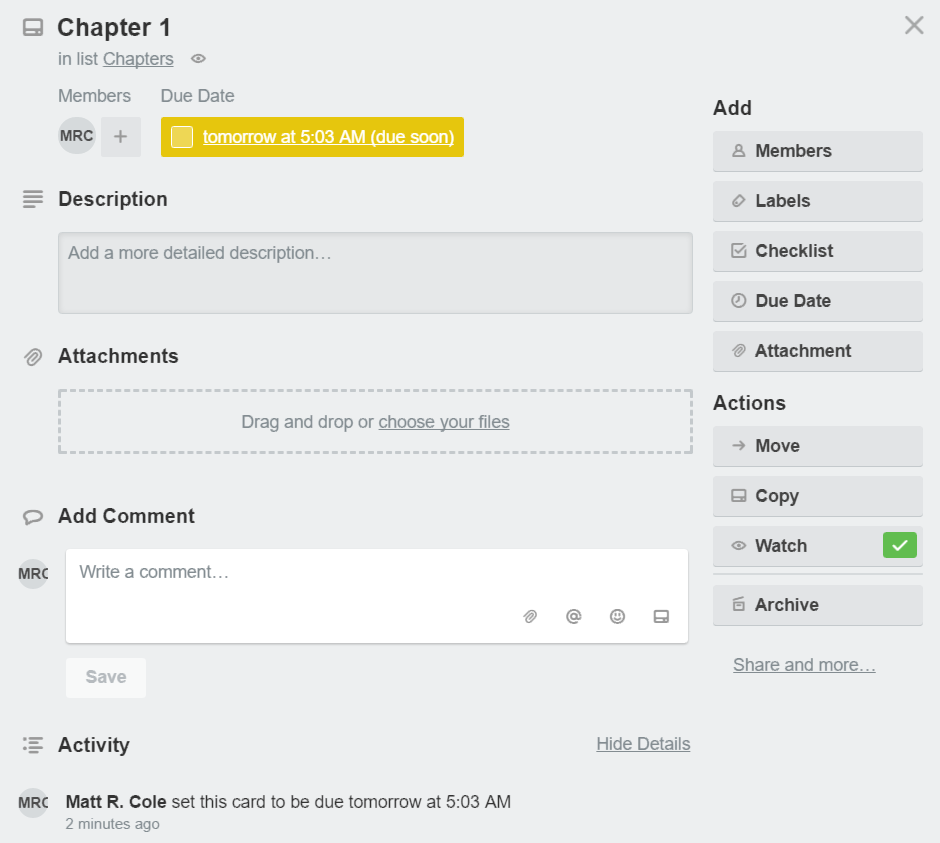 Chapter 1
in list Chapters
Members
Due Date
MRC +
tomorrow at 5:03 AM (due soon)
Description
Add a more detailed description…
Attachments
Drag and drop or choose your files
Add Comment
MRC
Write a comment…
Save
Activity
Hide Details
MRC
Matt R. Cole set this card to be due tomorrow at 5:03 AM
2 minutes ago
Add
Members
Labels
Checklist
Due Date
Attachment
Actions
Move
Copy
Watch
Archive
Share and more…